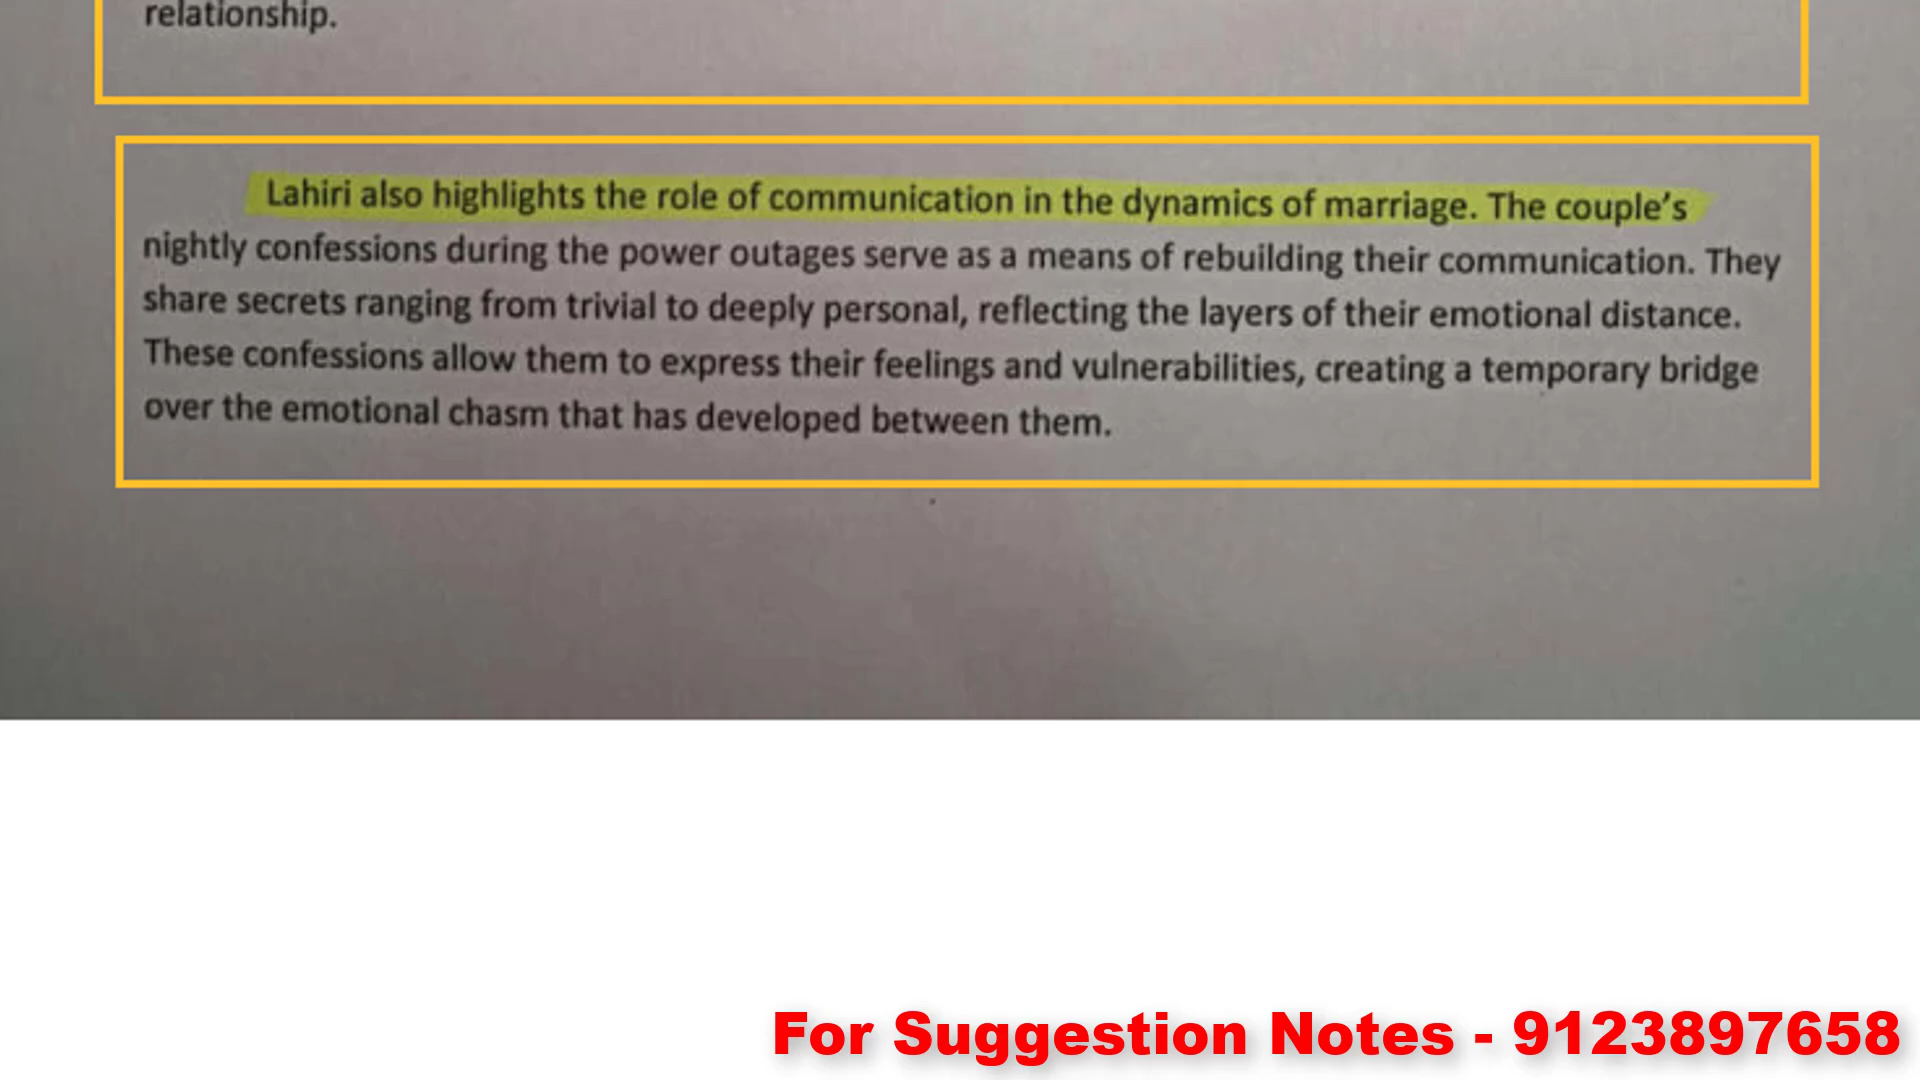 relationship.
Lahiri also highlights the role of communication in the dynamics of marriage. The couple's
nightly confessions during the power outages serve as a means of rebuilding their communication. They
share secrets ranging from trivial to deeply personal, reflecting the layers of their emotional distance.
These confessions allow them to express their feelings and vulnerabilities, creating a temporary bridge
over the emotional chasm that has developed between them.
For Suggestion Notes - 9123897658